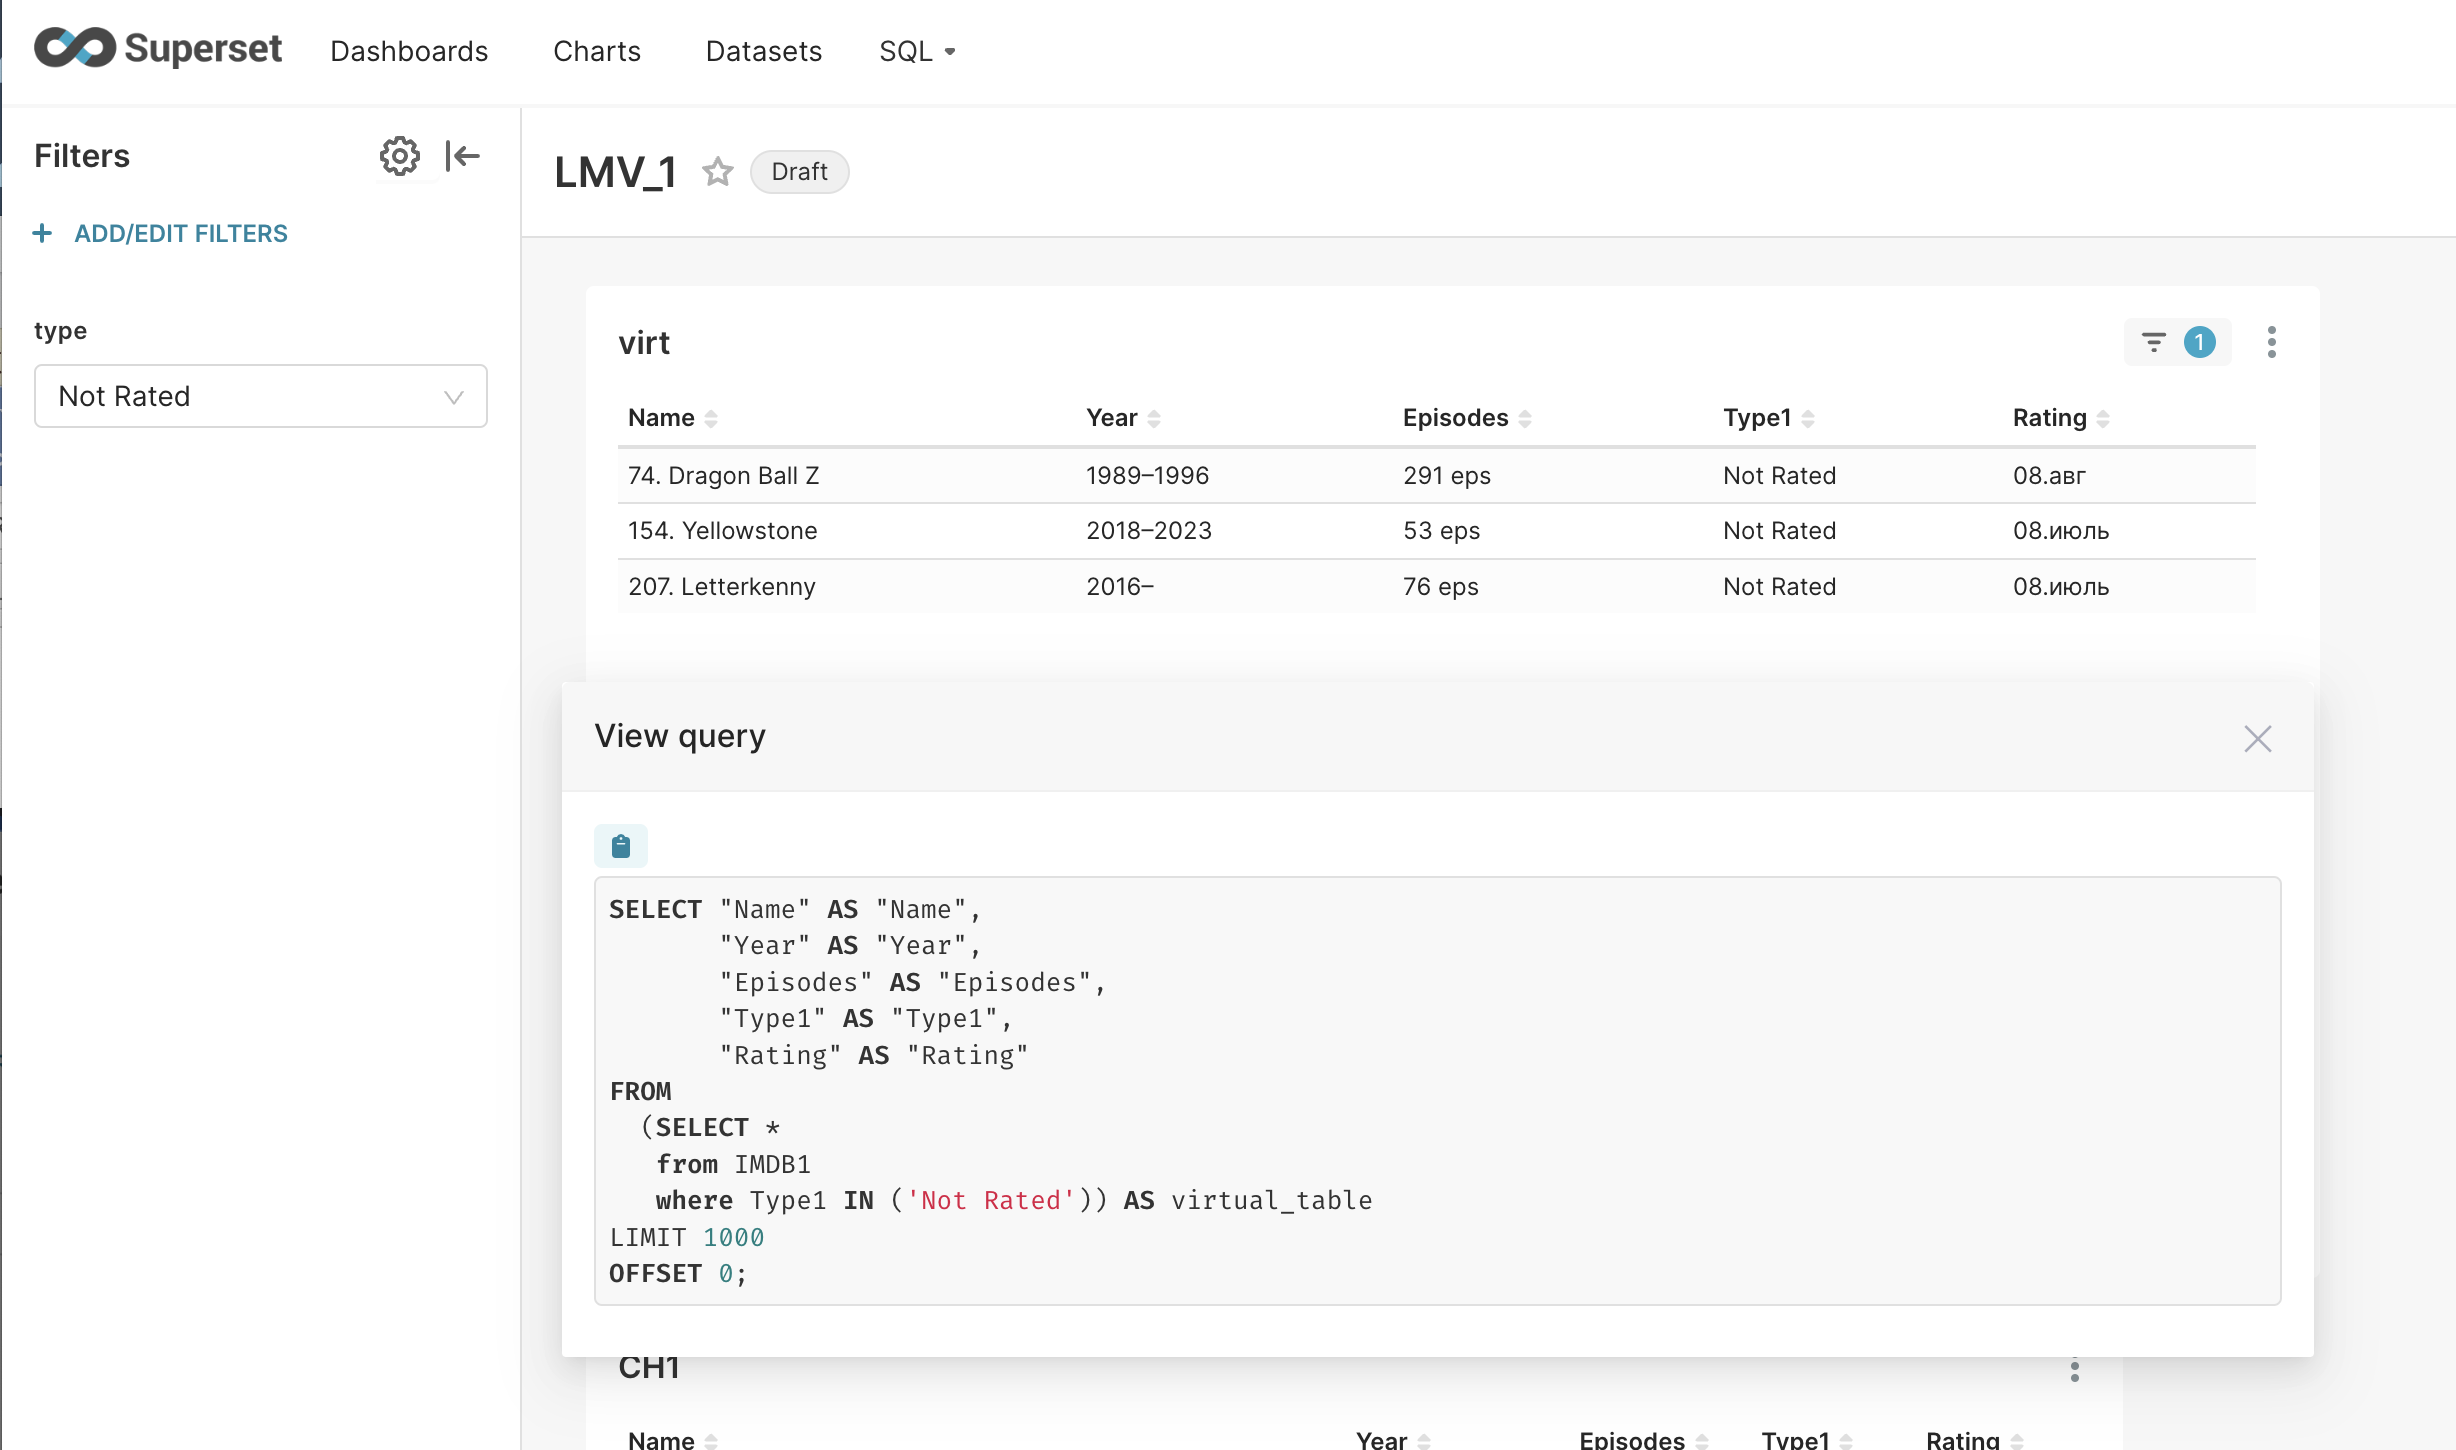 Superset Dashboards Charts Datasets SQL
Filters
+ ADD/EDIT FILTERS
type
Not Rated
LMV_1 Draft
virt 1
Name Year Episodes Type1 Rating
74. Dragon Ball Z 1989–1996 291 eps Not Rated 08.авг
154. Yellowstone 2018–2023 53 eps Not Rated 08.июль
207. Letterkenny 2016– 76 eps Not Rated 08.июль
View query
SELECT "Name" AS "Name",
"Year" AS "Year",
"Episodes" AS "Episodes",
"Type1" AS "Type1",
"Rating" AS "Rating"
FROM
(SELECT *
from IMDB1
where Type1 IN ('Not Rated')) AS virtual_table
LIMIT 1000
OFFSET 0;
CH1
Name Year Episodes Type1 Rating